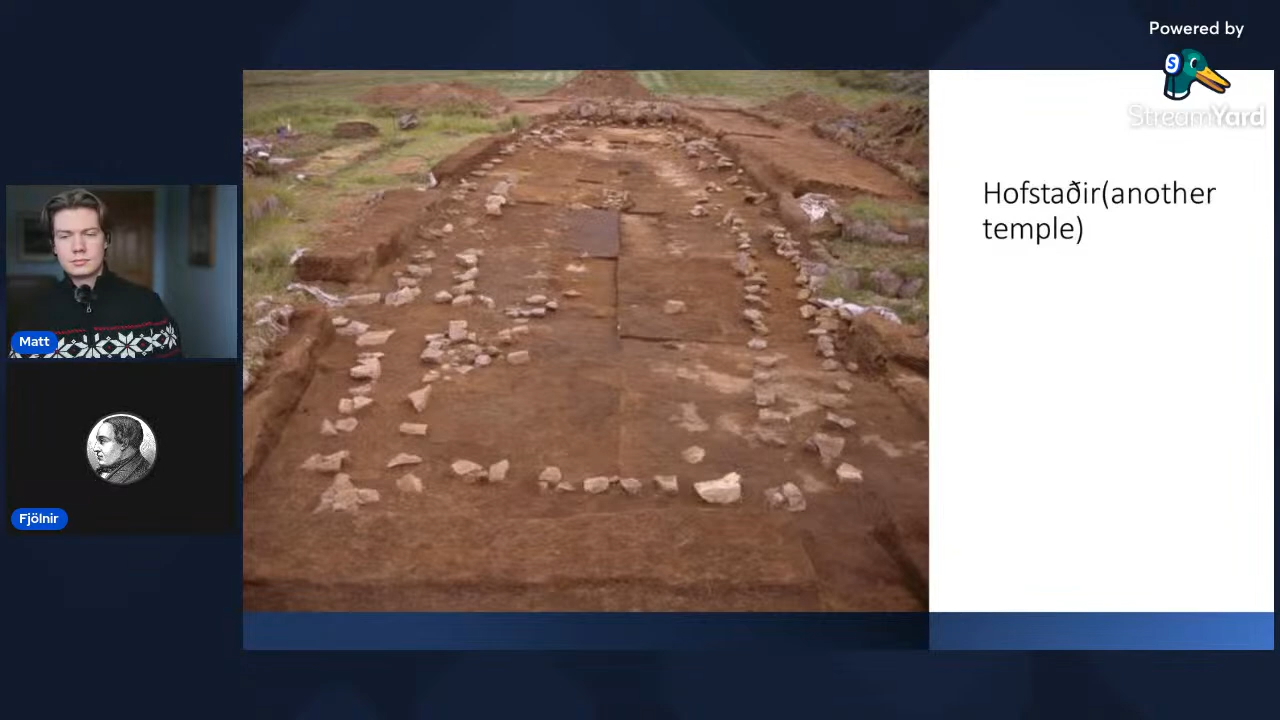 Powered by
S
StreamYard
Hofstaðir(another
temple)
Matt
Fjölnir